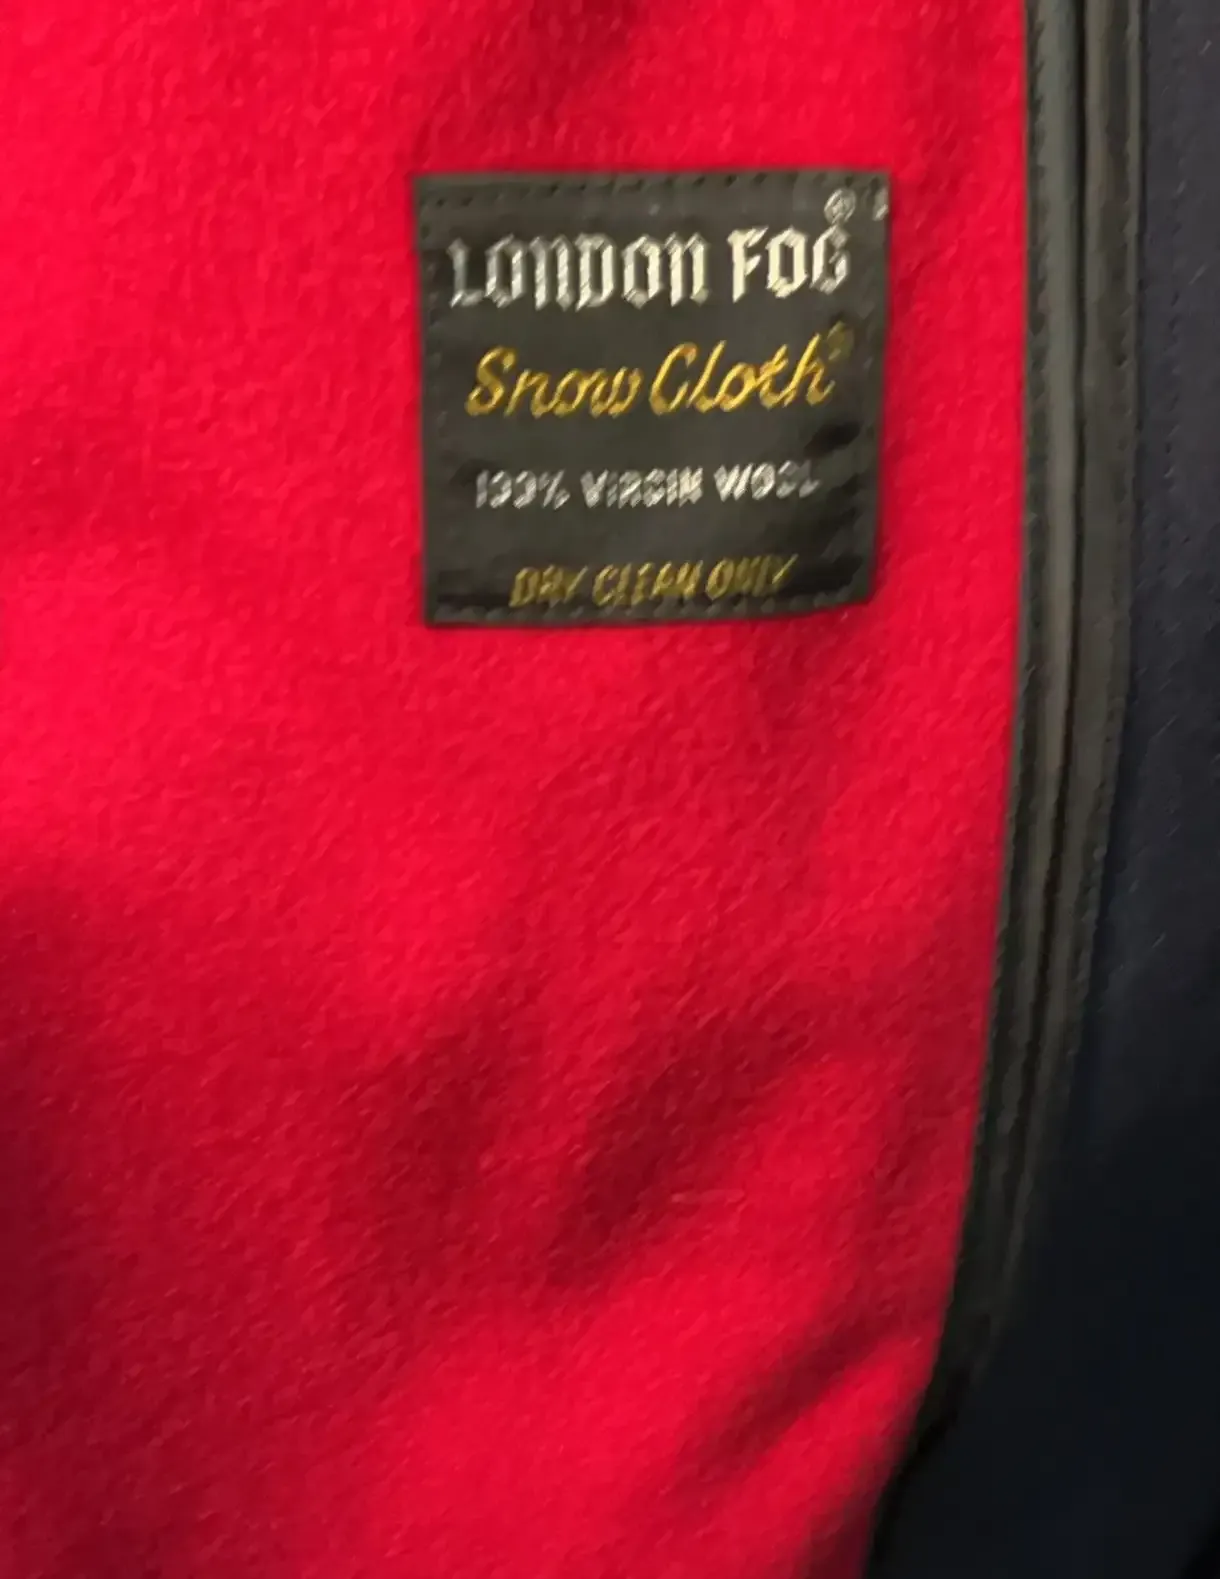 LONDON FOG®
Snow Cloth®
100% VIRGIN WOOL
DRY CLEAN ONLY